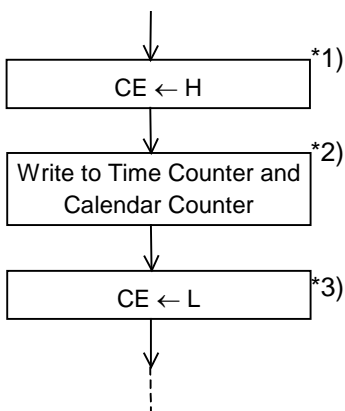 *1)
CE ← H
*2)
Write to Time Counter and
Calendar Counter
*3)
CE ← L